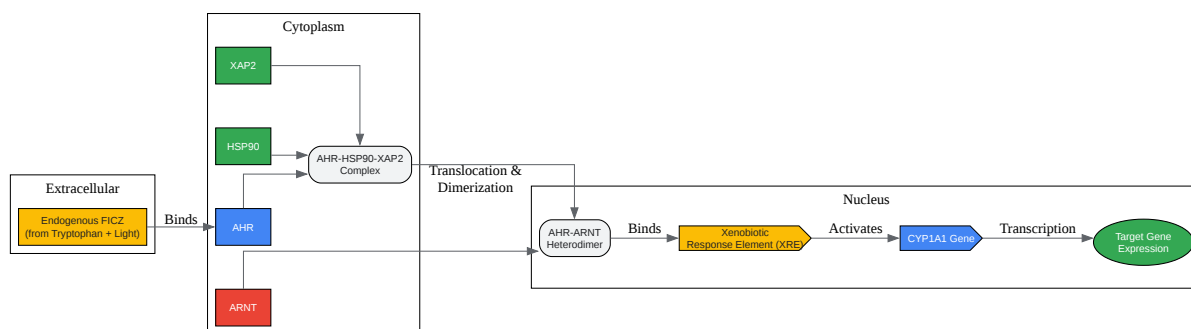 Cytoplasm
XAP2
HSP90
AHR-HSP90-XAP2
Complex
Translocation &
Dimerization
Extracellular
Endogenous FICZ
(from Tryptophan + Light)
Binds
AHR
ARNT
Nucleus
AHR-ARNT
Heterodimer
Binds
Xenobiotic
Response Element (XRE)
Activates
CYP1A1 Gene
Transcription
Target Gene
Expression